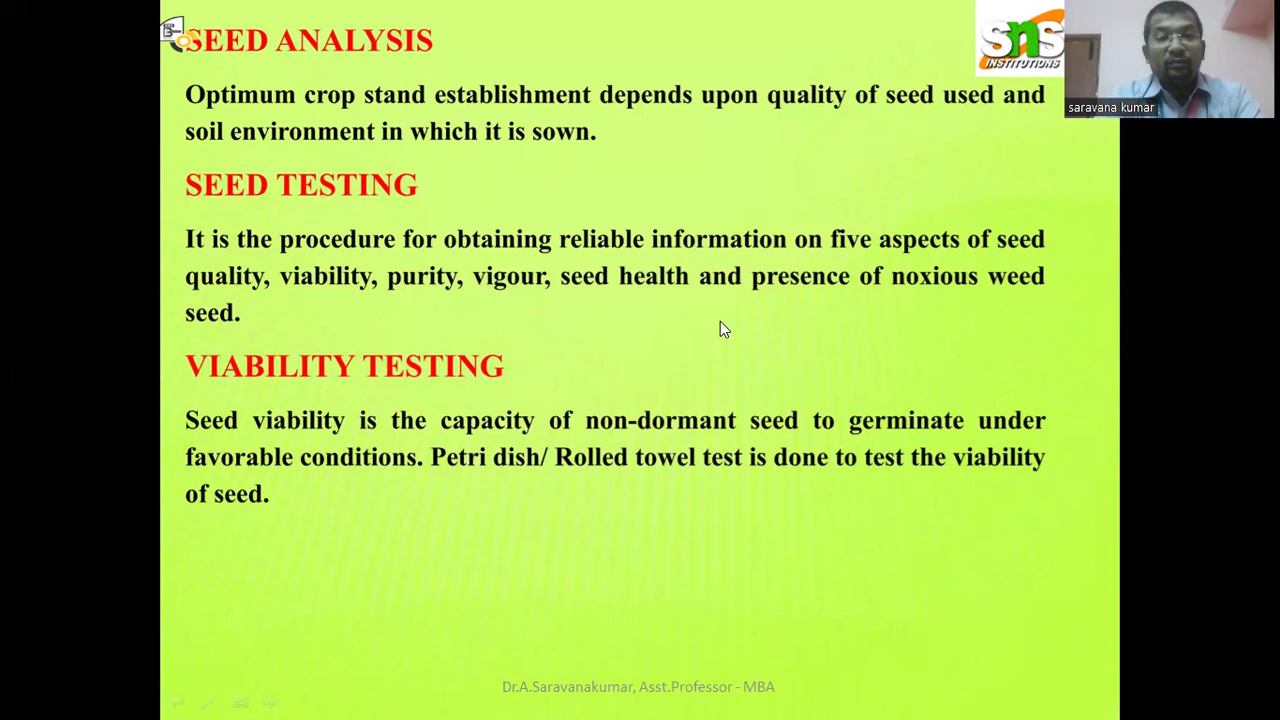 SEED ANALYSIS
Optimum crop stand establishment depends upon quality of seed used and
soil environment in which it is sown.
SEED TESTING
It is the procedure for obtaining reliable information on five aspects of seed
quality, viability, purity, vigour, seed health and presence of noxious weed
seed.
VIABILITY TESTING
Seed viability is the capacity of non-dormant seed to germinate under
favorable conditions. Petri dish/ Rolled towel test is done to test the viability
of seed.
Dr.A.Saravanakumar, Asst.Professor - MBA
sns
INSTITUTIONS
saravana kumar